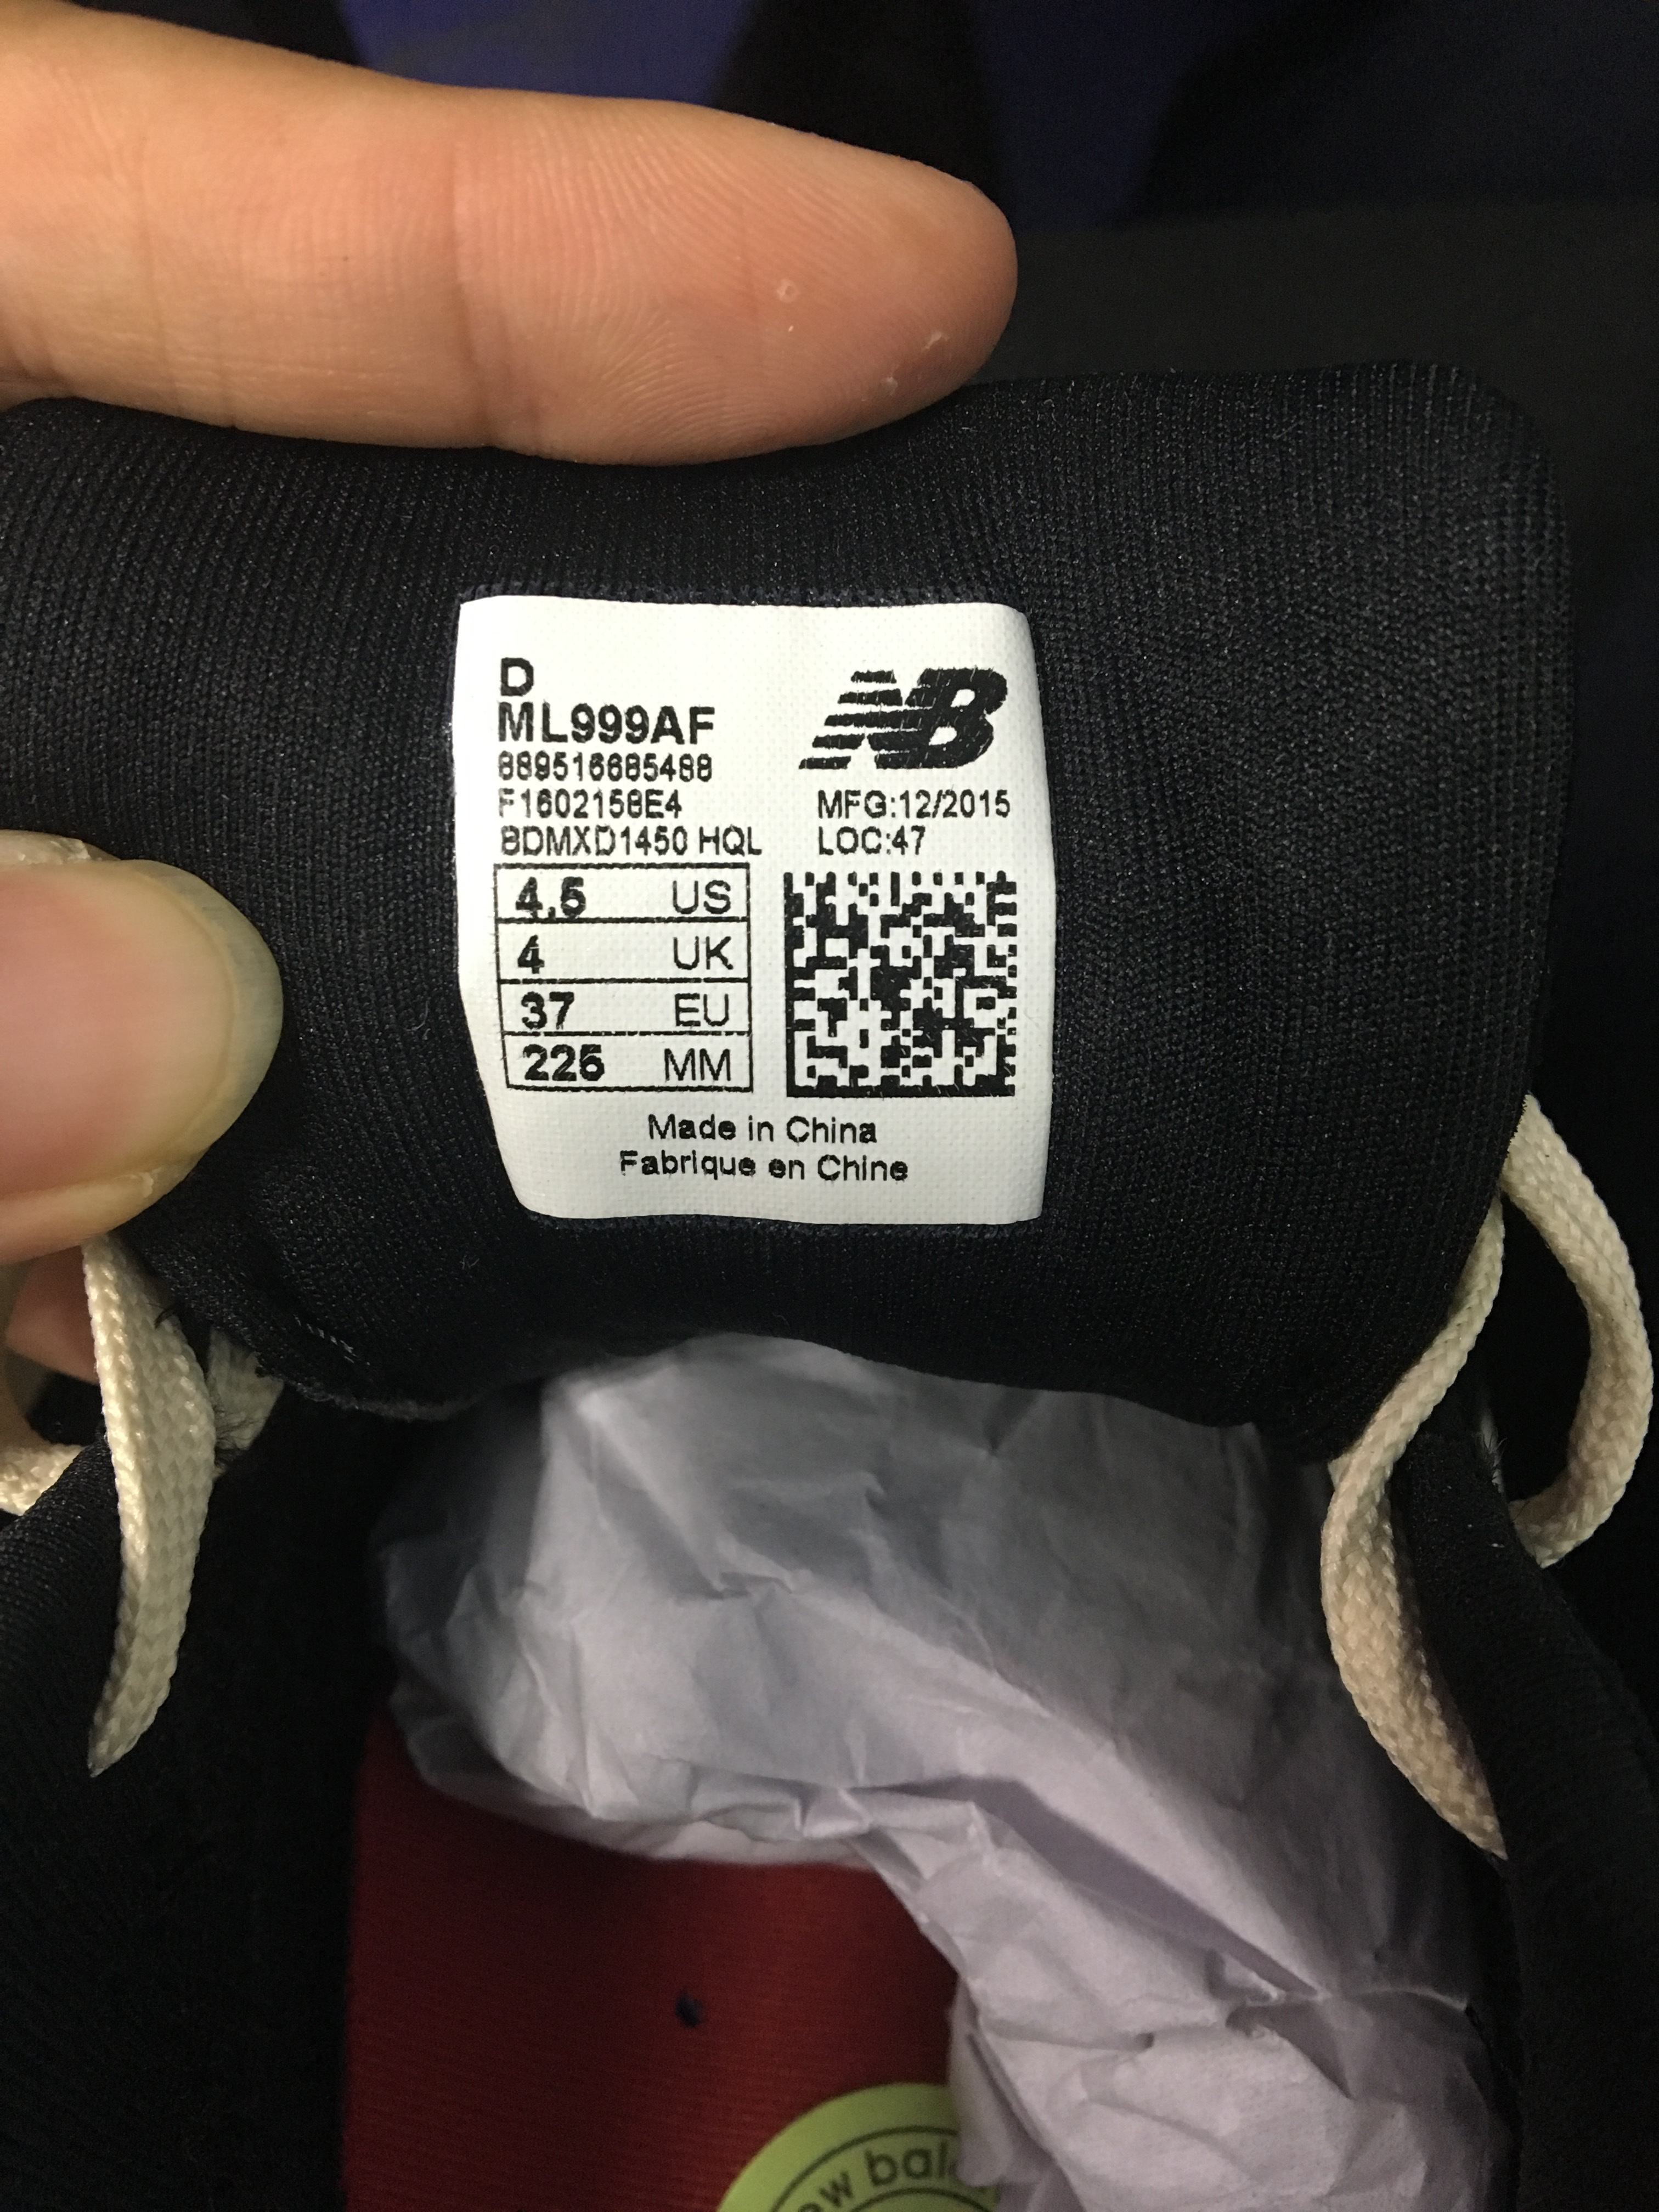 D
ML999AF
NB
889516685488
F1602158E4
MFG:12/2015
BDMXD1450 HQL
LOC:47
4.5 US
4 UK
37 EU
225 MM
Made in China
Fabrique en Chine